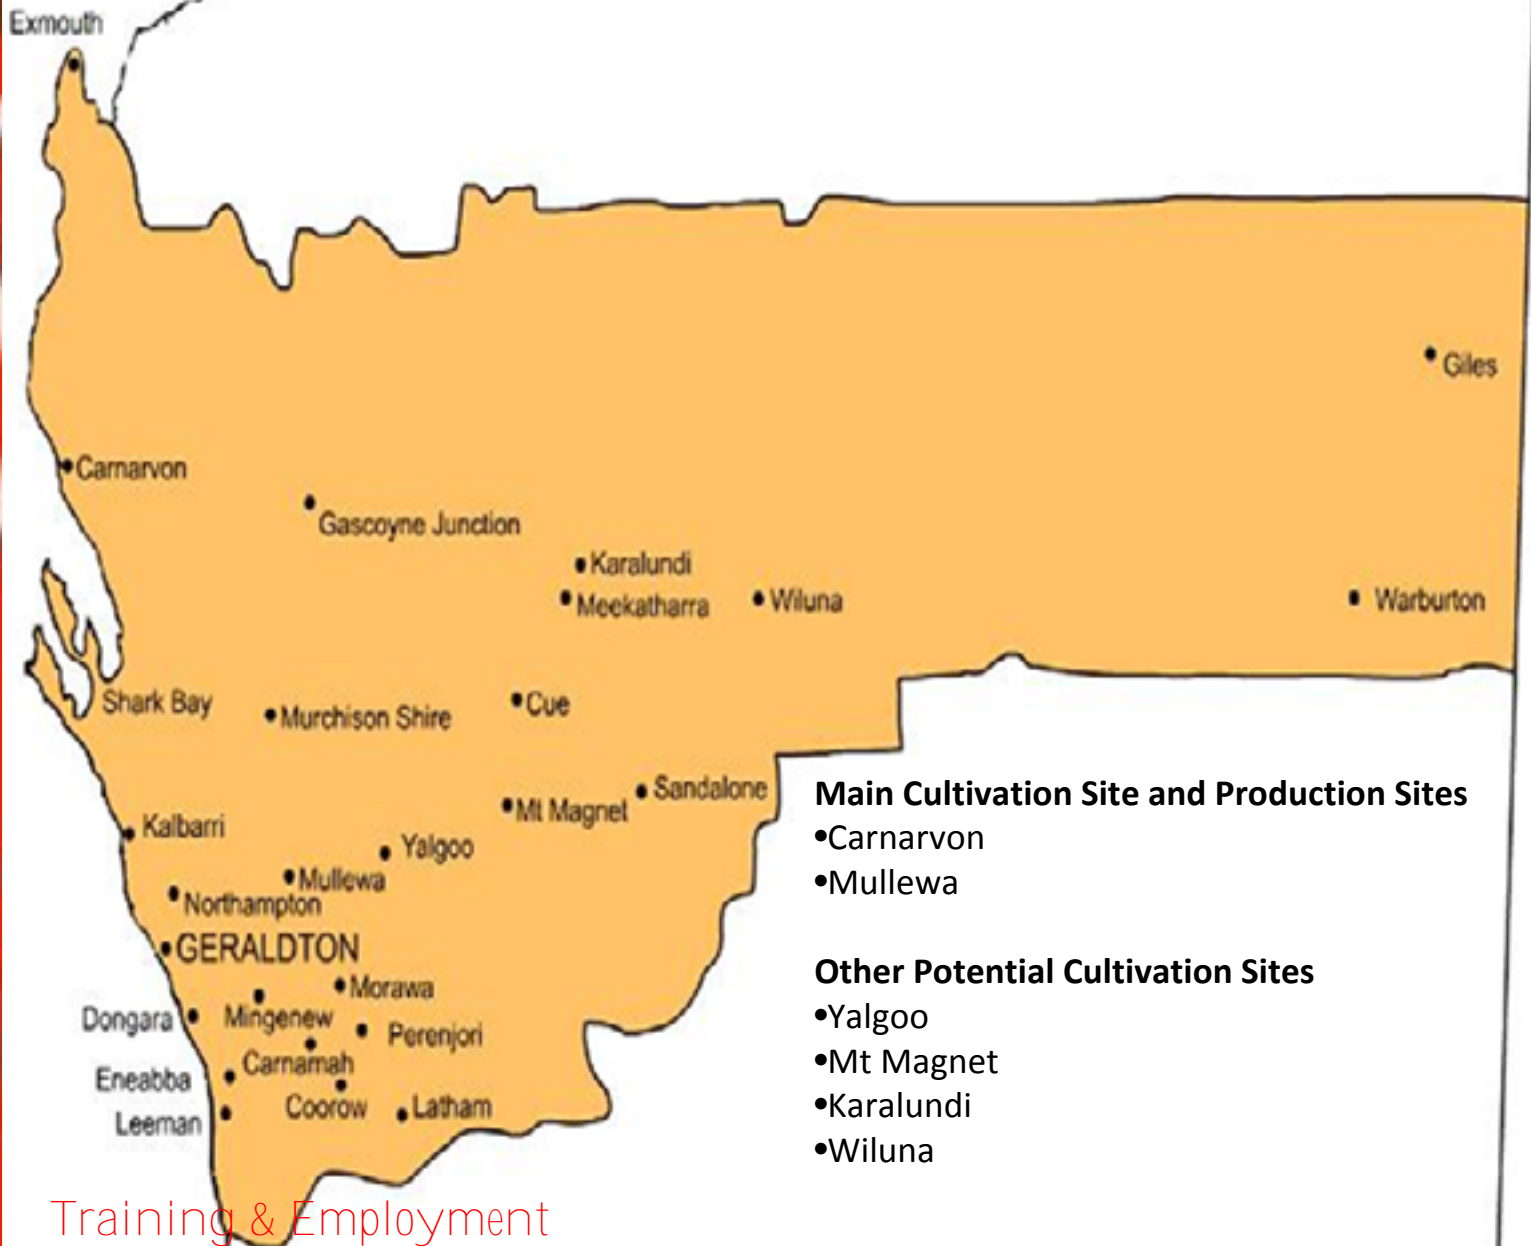 Exmouth
Giles
Carnarvon
Gascoyne Junction
Karalundi
Meekatharra
Wiluna
Warburton
Shark Bay
Murchison Shire
Cue
Sandalone
Mt Magnet
Kalbarri
Yalgoo
Mullewa
Northampton
GERALDTON
Morawa
Dongara
Mingenew
Perenjori
Carnamah
Eneabba
Coorow
Latham
Leeman
Main Cultivation Site and Production Sites
•Carnarvon
•Mullewa
Other Potential Cultivation Sites
•Yalgoo
•Mt Magnet
•Karalundi
•Wiluna
Training & Employment